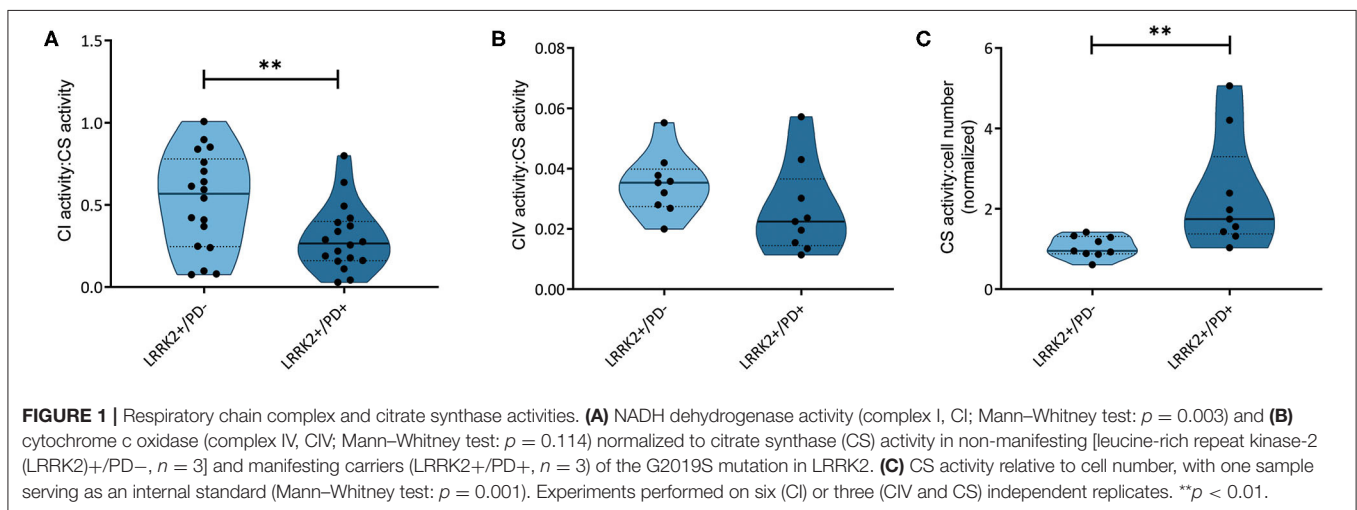 A
1.5
1.0
0.5
0.0
CI activity:CS activity
**
LRRK2+/PD-
LRRK2+/PD+
B
0.08
0.06
0.04
0.02
0.00
CIV activity:CS activity
LRRK2+/PD-
LRRK2+/PD+
C
6
4
2
0
CS activity:cell number
(normalized)
**
LRRK2+/PD-
LRRK2+/PD+
FIGURE 1 | Respiratory chain complex and citrate synthase activities. (A) NADH dehydrogenase activity (complex I, CI; Mann–Whitney test: p = 0.003) and (B)
cytochrome c oxidase (complex IV, CIV; Mann–Whitney test: p = 0.114) normalized to citrate synthase (CS) activity in non-manifesting [leucine-rich repeat kinase-2
(LRRK2)+/PD−, n = 3] and manifesting carriers (LRRK2+/PD+, n = 3) of the G2019S mutation in LRRK2. (C) CS activity relative to cell number, with one sample
serving as an internal standard (Mann–Whitney test: p = 0.001). Experiments performed on six (CI) or three (CIV and CS) independent replicates. **p < 0.01.